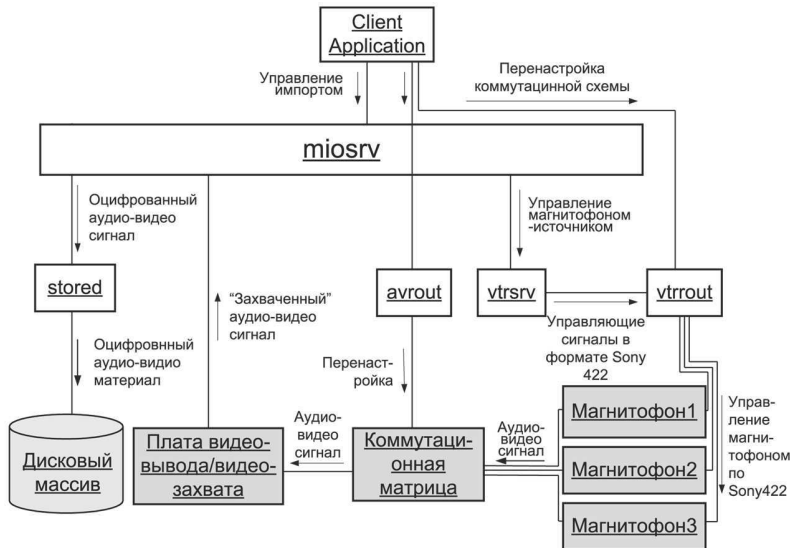 Client
Application
Управление
импортом
Перенастройка
коммутацинной схемы
miosrv
Оцифрованный
аудио-видео
сигнал
Управление
магнитофоном
-источником
stored
“Захваченный”
аудио-видео
сигнал
avrout
vtrsrv
vtrrout
Оцифровнный
аудио-видио
материал
Перенаст-
ройка
Управляющие
сигналы в
формате Sony
422
Дисковый
массив
Плата видео-
вывода/видео-
захвата
Аудио-
видео
сигнал
Коммутаци-
онная
матрица
Аудио-
видео
сигнал
Магнитофон1
Магнитофон2
Магнитофон3
Управ-
ление
магни-
тофоном
по
Sony422